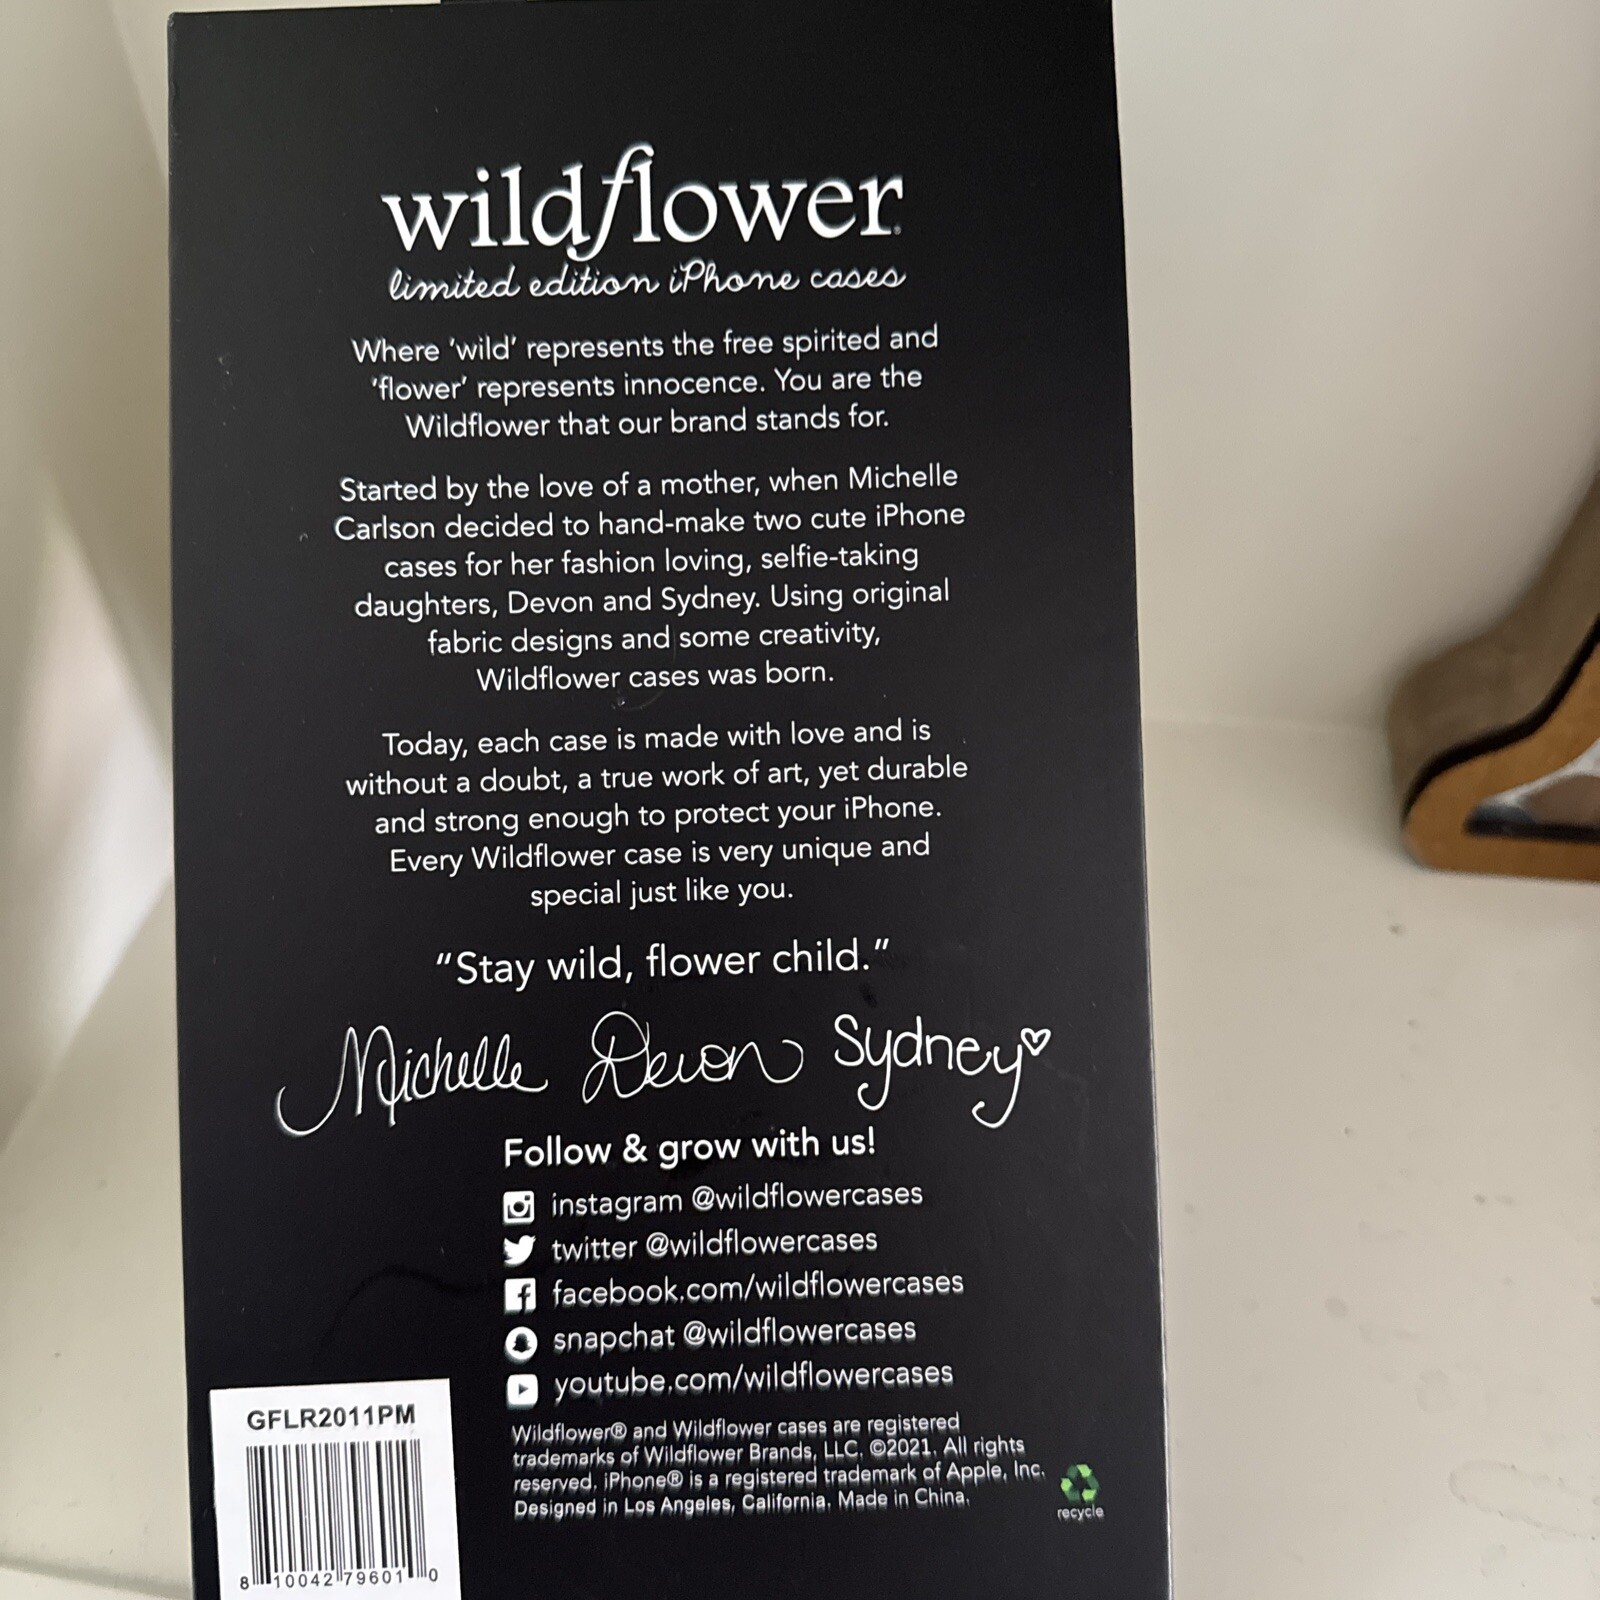 wildflower
limited edition iPhone cases
Where 'wild' represents the free spirited and
'flower' represents innocence. You are the
Wildflower that our brand stands for.
Started by the love of a mother, when Michelle
Carlson decided to hand-make two cute iPhone
cases for her fashion loving, selfie-taking
daughters, Devon and Sydney. Using original
fabric designs and some creativity,
Wildflower cases was born.
Today, each case is made with love and is
without a doubt, a true work of art, yet durable
and strong enough to protect your iPhone.
Every Wildflower case is very unique and
special just like you.
"Stay wild, flower child."
Michelle Devon Sydney
Follow & grow with us!
instagram @wildflowercases
twitter @wildflowercases
facebook.com/wildflowercases
snapchat @wildflowercases
youtube.com/wildflowercases
Wildflower® and Wildflower cases are registered
trademarks of Wildflower Brands, LLC. ©2021. All rights
reserved. iPhone® is a registered trademark of Apple, Inc.
Designed in Los Angeles, California. Made in China.
recycle
GFLR2011PM
8 10042 79601 0